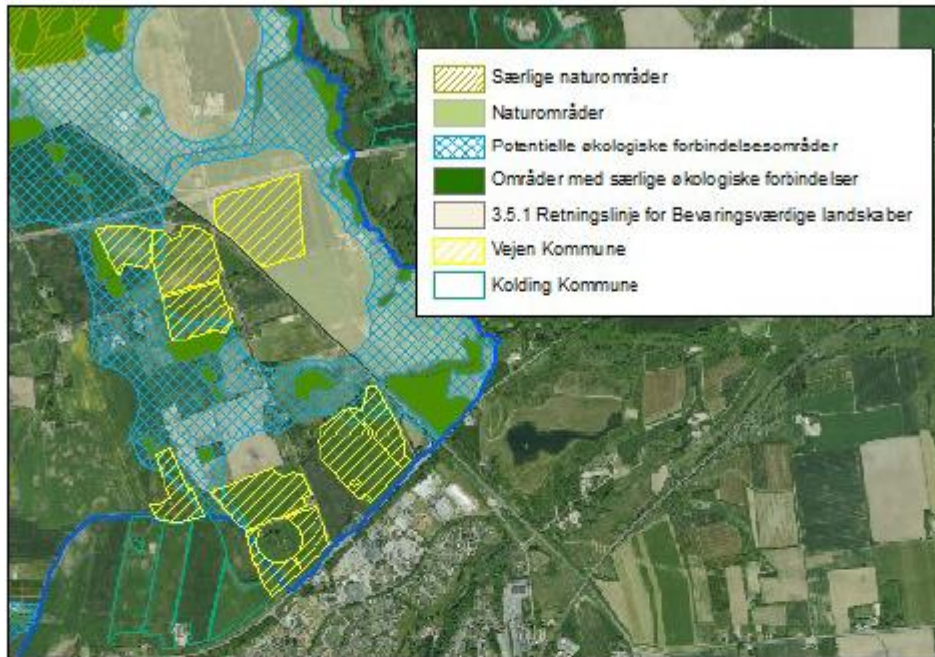 Særlige naturområder
Naturområder
Potentielle økologiske forbindelsesområder
Områder med særlige økologiske forbindelser
3.5.1 Retningslinje for Bevaringsværdige landskaber
Vejen Kommune
Kolding Kommune